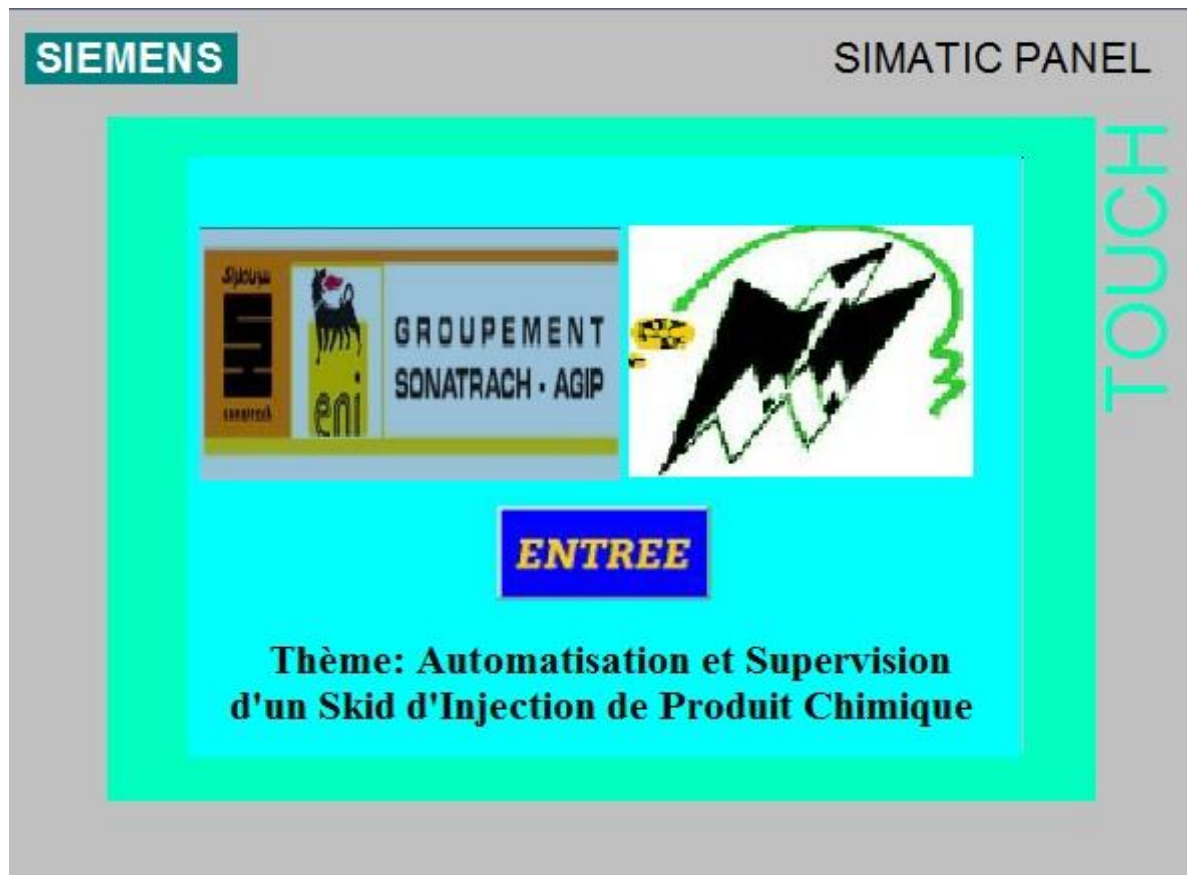 SIEMENS
SIMATIC PANEL
TOUCH
sonatrach
eni
GROUPEMENT
SONATRACH - AGIP
ENTREE
Thème: Automatisation et Supervision
d'un Skid d'Injection de Produit Chimique